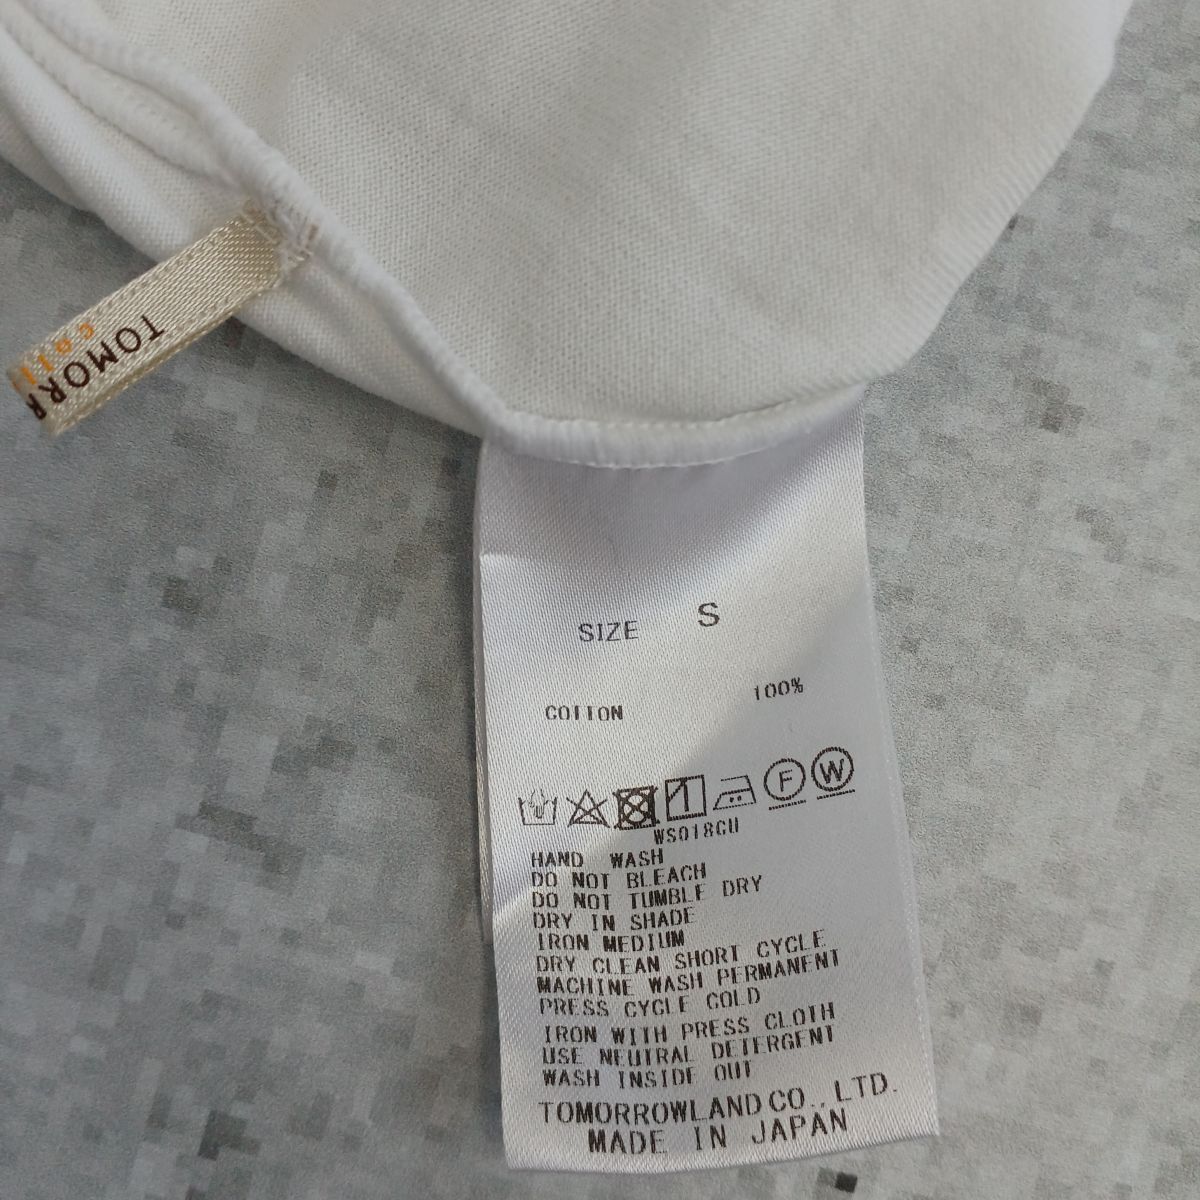 TOMORR
coll
SIZE S
COTTON 100%
F W
WS018GU
HAND WASH
DO NOT BLEACH
DO NOT TUMBLE DRY
DRY IN SHADE
IRON MEDIUM
DRY CLEAN SHORT CYCLE
MACHINE WASH PERMANENT
PRESS CYCLE COLD
IRON WITH PRESS CLOTH
USE NEUTRAL DETERGENT
WASH INSIDE OUT
TOMORROWLAND CO., LTD.
MADE IN JAPAN